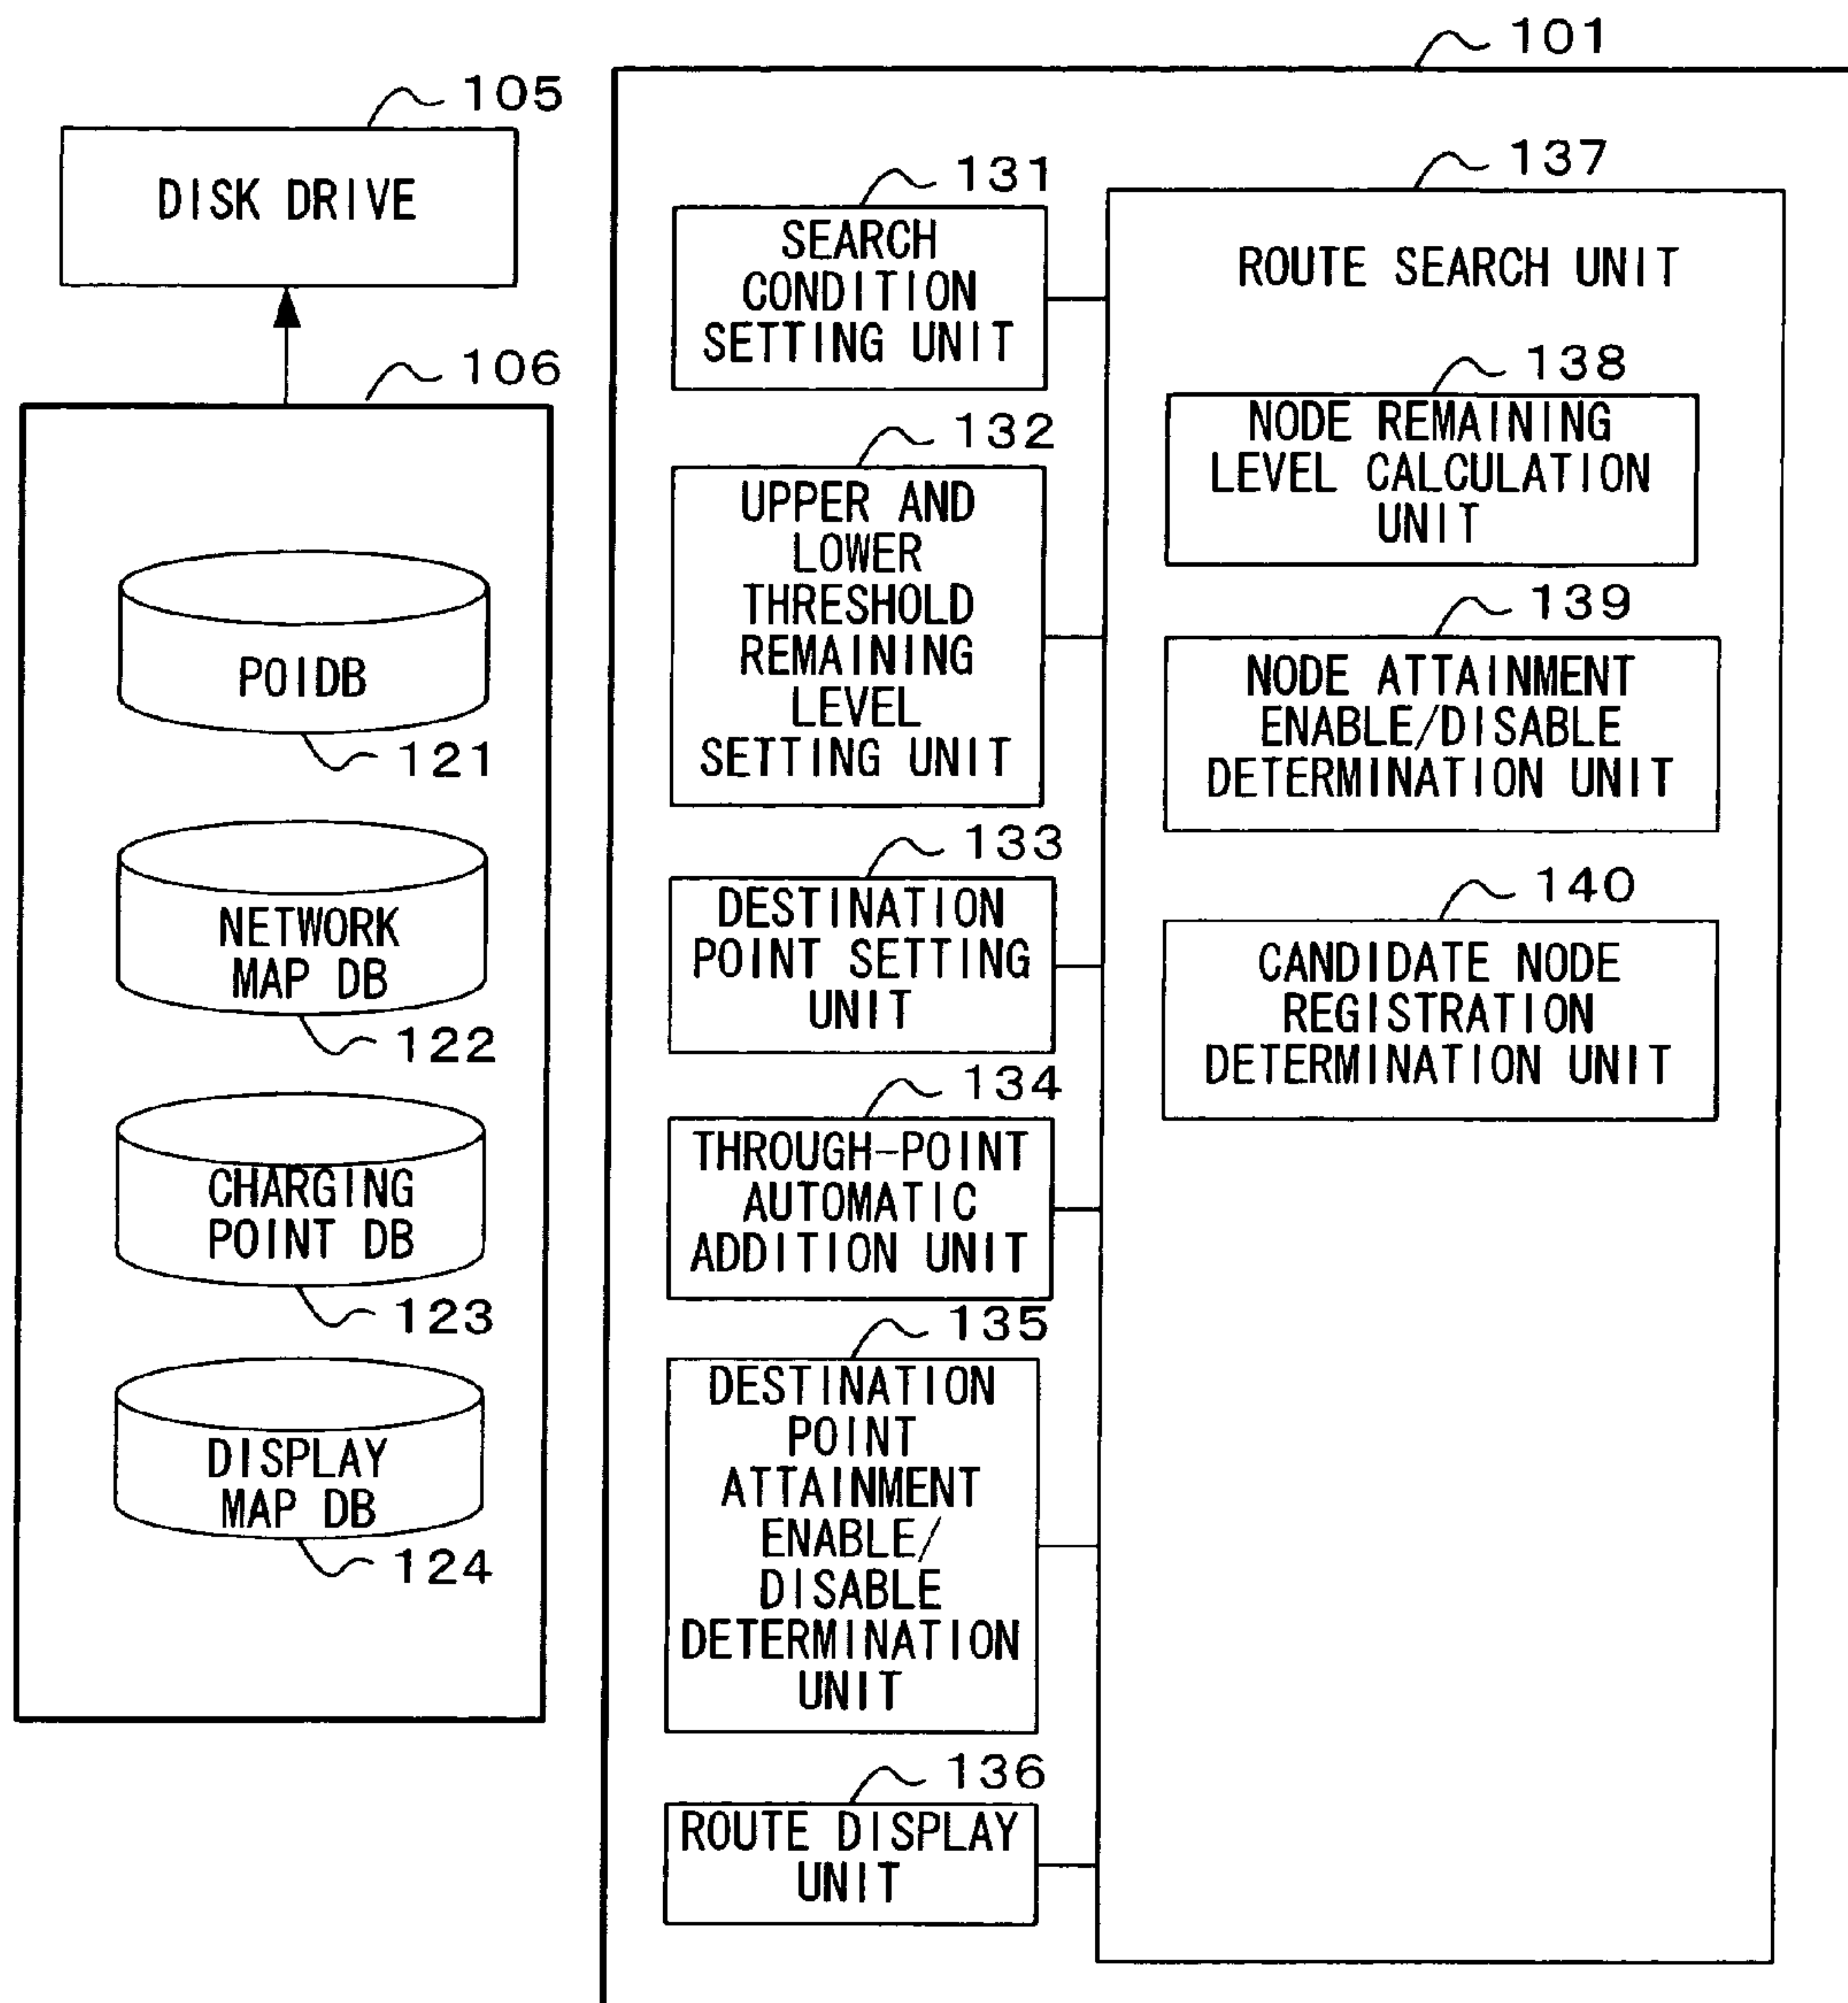 105
DISK DRIVE
106
POIDB
121
NETWORK
MAP DB
122
CHARGING
POINT DB
123
DISPLAY
MAP DB
124
101
131
SEARCH
CONDITION
SETTING UNIT
132
UPPER AND
LOWER
THRESHOLD
REMAINING
LEVEL
SETTING UNIT
133
DESTINATION
POINT SETTING
UNIT
134
THROUGH-POINT
AUTOMATIC
ADDITION UNIT
135
DESTINATION
POINT
ATTAINMENT
ENABLE/
DISABLE
DETERMINATION
UNIT
136
ROUTE DISPLAY
UNIT
137
ROUTE SEARCH UNIT
138
NODE REMAINING
LEVEL CALCULATION
UNIT
139
NODE ATTAINMENT
ENABLE/DISABLE
DETERMINATION UNIT
140
CANDIDATE NODE
REGISTRATION
DETERMINATION UNIT